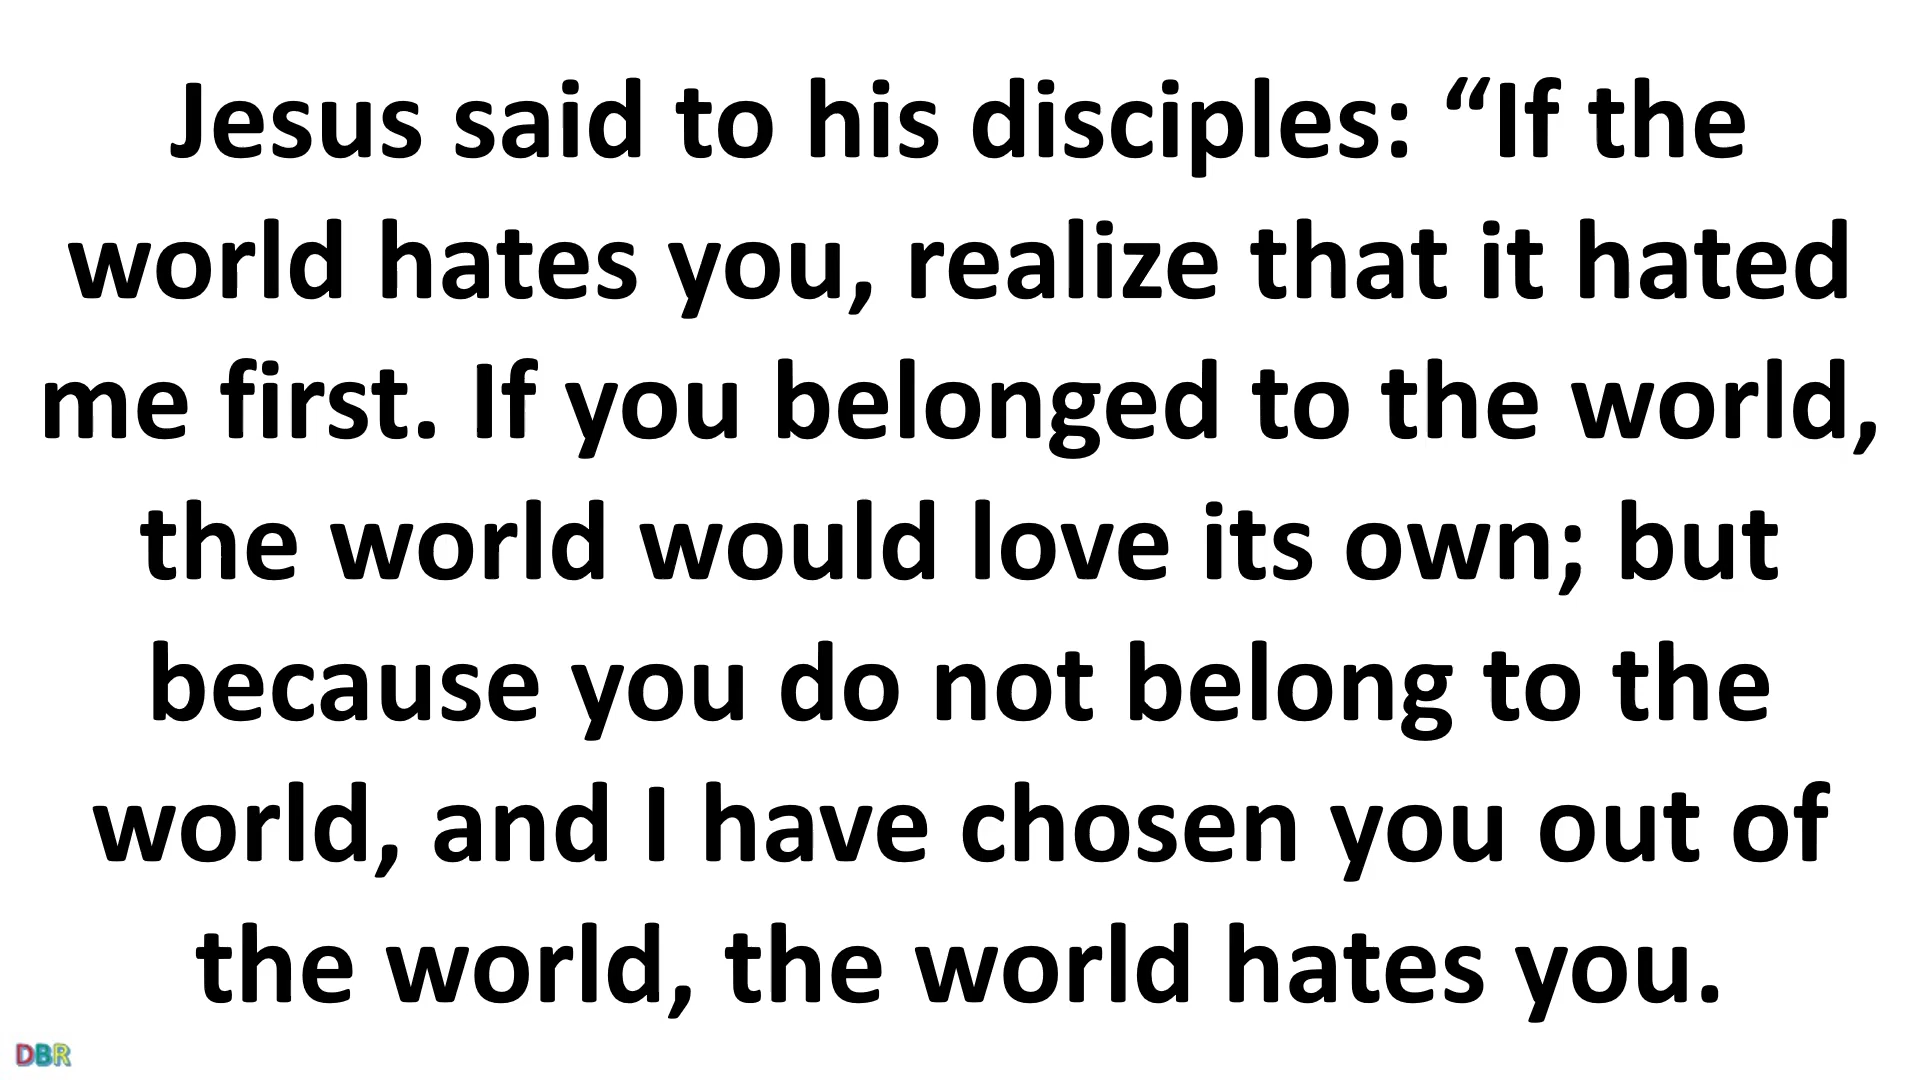 Jesus said to his disciples: “If the
world hates you, realize that it hated
me first. If you belonged to the world,
the world would love its own; but
because you do not belong to the
world, and I have chosen you out of
the world, the world hates you.
DBR